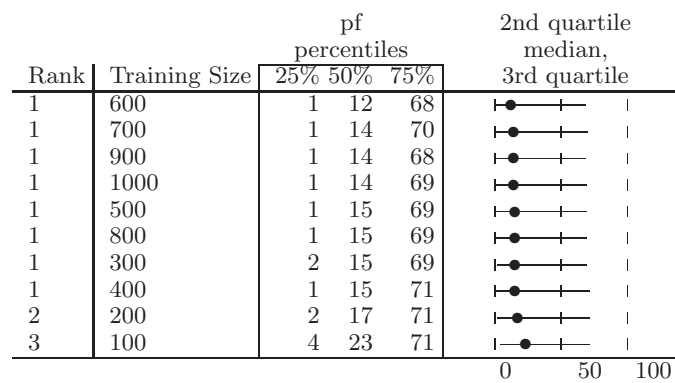 pf 2nd quartile
percentiles median,
Rank Training Size 25% 50% 75% 3rd quartile
1 600 1 12 68
1 700 1 14 70
1 900 1 14 68
1 1000 1 14 69
1 500 1 15 69
1 800 1 15 69
1 300 2 15 69
1 400 1 15 71
2 200 2 17 71
3 100 4 23 71
0 50 100